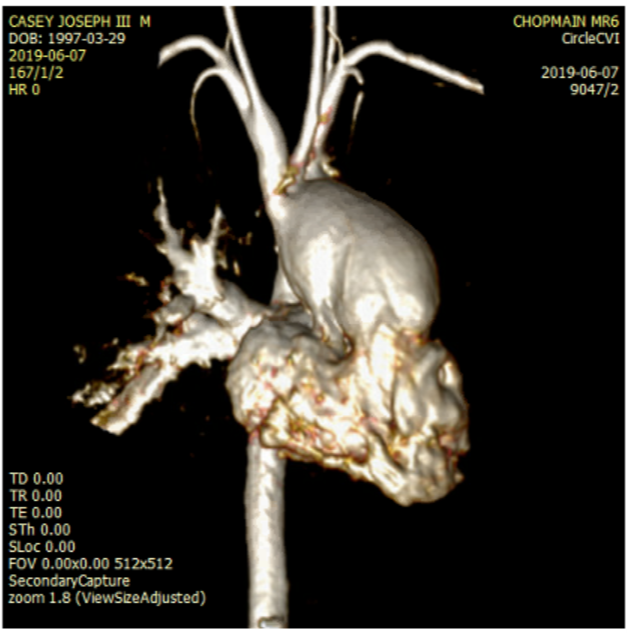 CASEY JOSEPH III M
DOB: 1997-03-29
2019-06-07
167/1/2
HR 0
CHOPMAIN MR6
CircleCVI
2019-06-07
9047/2
TD 0.00
TR 0.00
TE 0.00
STh 0.00
SLoc 0.00
FOV 0.00x0.00 512x512
SecondaryCapture
zoom 1.8 (ViewSizeAdjusted)